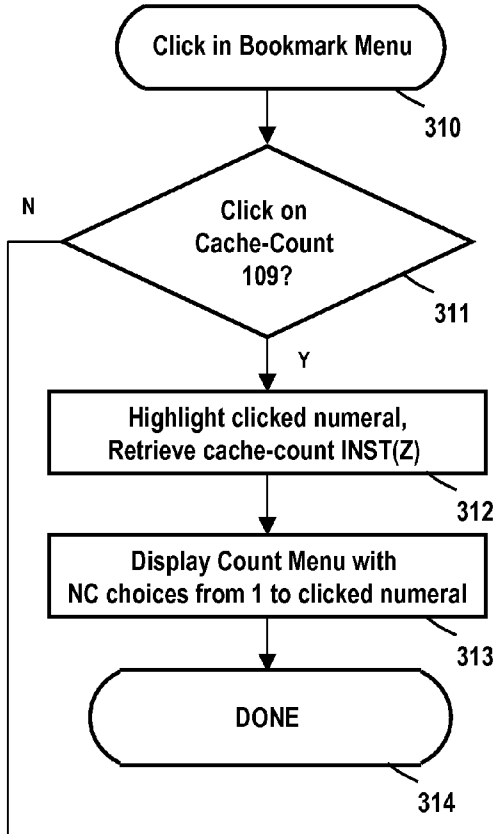 Click in Bookmark Menu
310
N
Click on
Cache-Count
109?
311
Y
Highlight clicked numeral,
Retrieve cache-count INST(Z)
312
Display Count Menu with
NC choices from 1 to clicked numeral
313
DONE
314